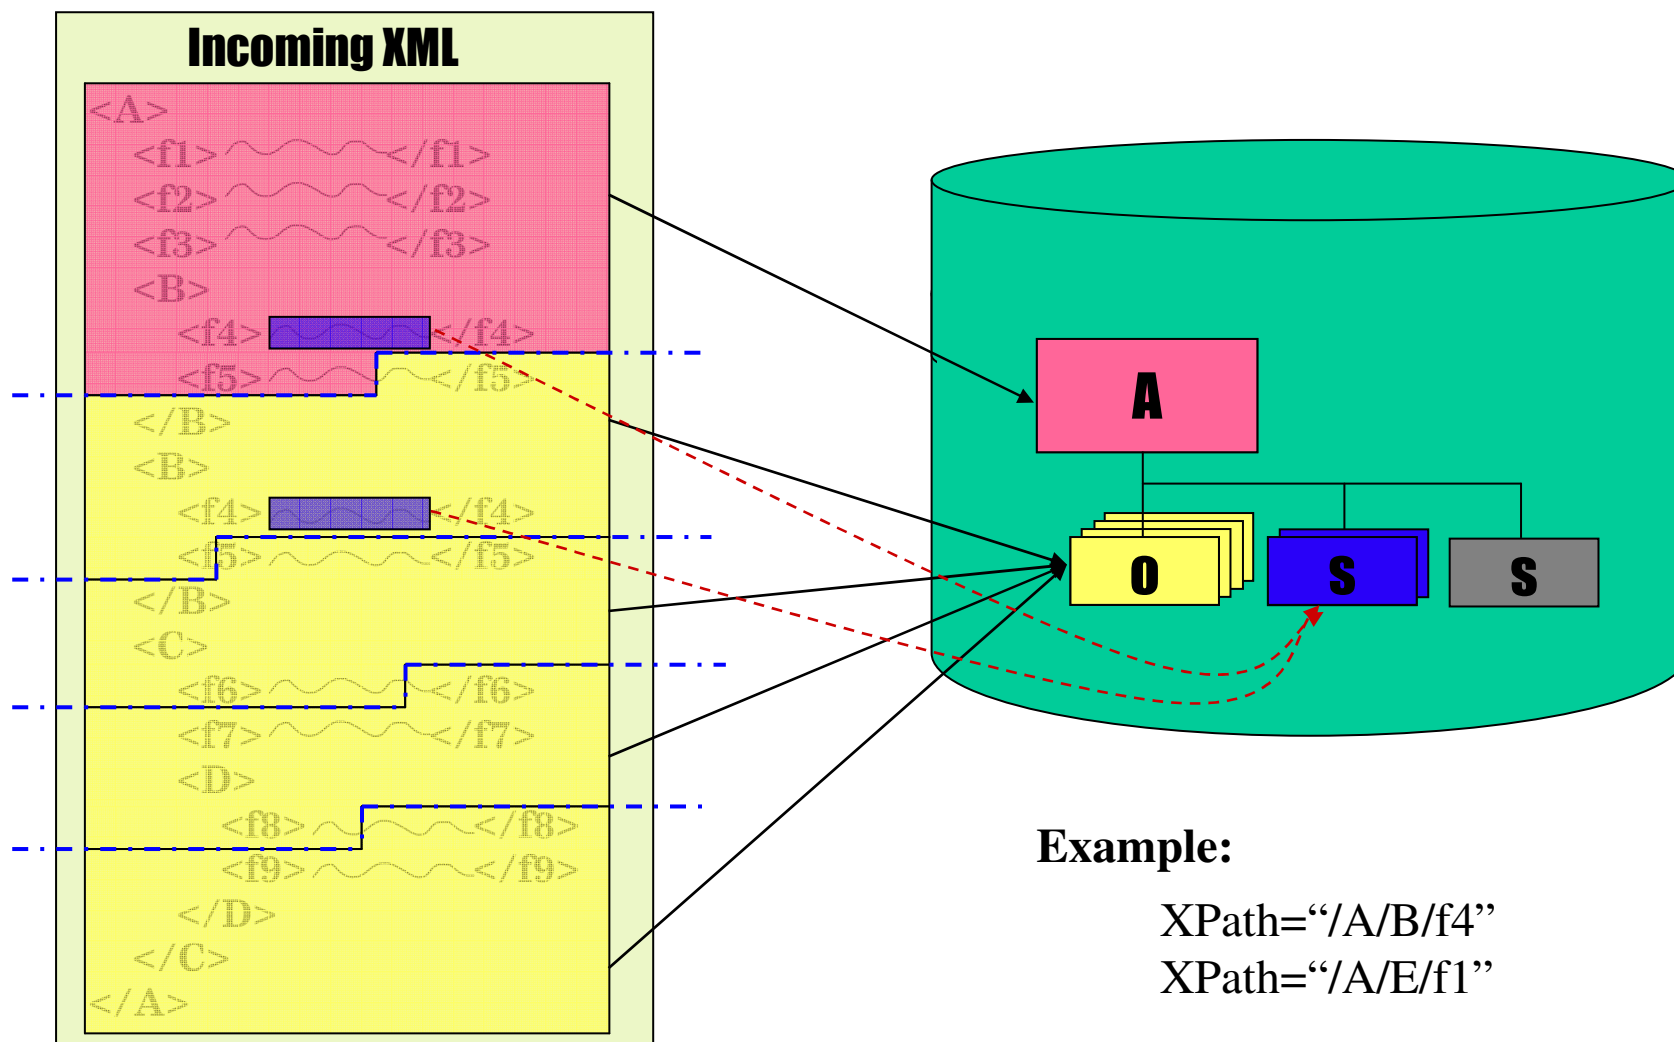 Incoming XML
<A>
<f1> </f1>
<f2> </f2>
<f3> </f3>
<B>
<f4> </f4>
<f5> </f5>
</B>
<B>
<f4> </f4>
<f5> </f5>
</B>
<C>
<f6> </f6>
<f7> </f7>
<D>
<f8> </f8>
<f9> </f9>
</D>
</C>
</A>
A
O
S
S
Example:
XPath=“/A/B/f4”
XPath=“/A/E/f1”